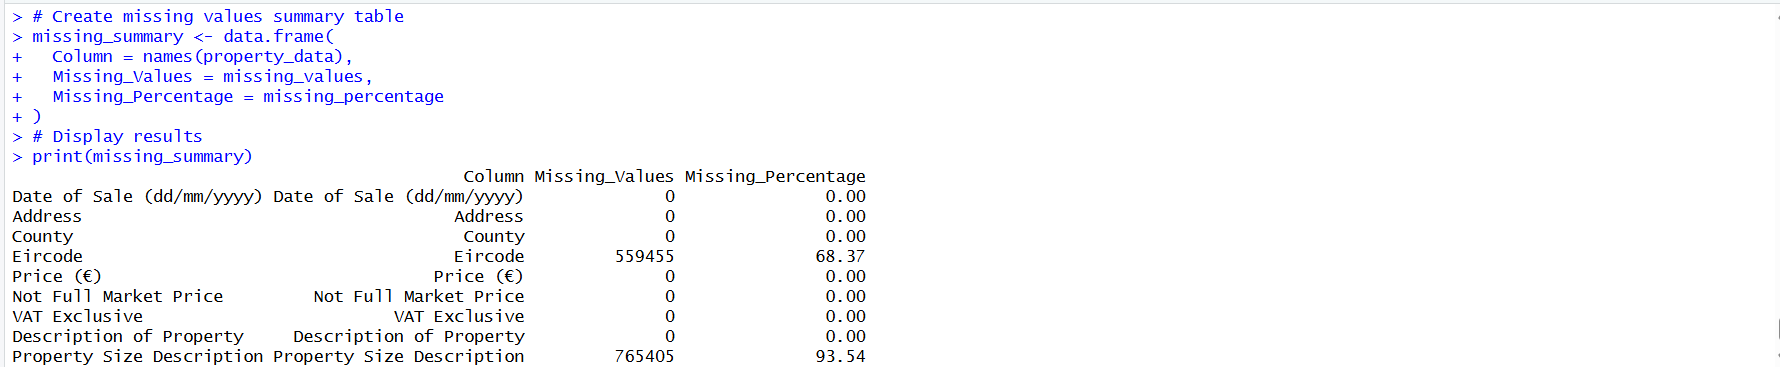 > # Create missing values summary table
> missing_summary <- data.frame(
+   Column = names(property_data),
+   Missing_Values = missing_values,
+   Missing_Percentage = missing_percentage
+ )
> # Display results
> print(missing_summary)
                                             Column Missing_Values Missing_Percentage
Date of Sale (dd/mm/yyyy) Date of Sale (dd/mm/yyyy)              0               0.00
Address                                     Address              0               0.00
County                                       County              0               0.00
Eircode                                     Eircode         559455              68.37
Price (€)                                 Price (€)              0               0.00
Not Full Market Price         Not Full Market Price              0               0.00
VAT Exclusive                         VAT Exclusive              0               0.00
Description of Property     Description of Property              0               0.00
Property Size Description Property Size Description         765405              93.54